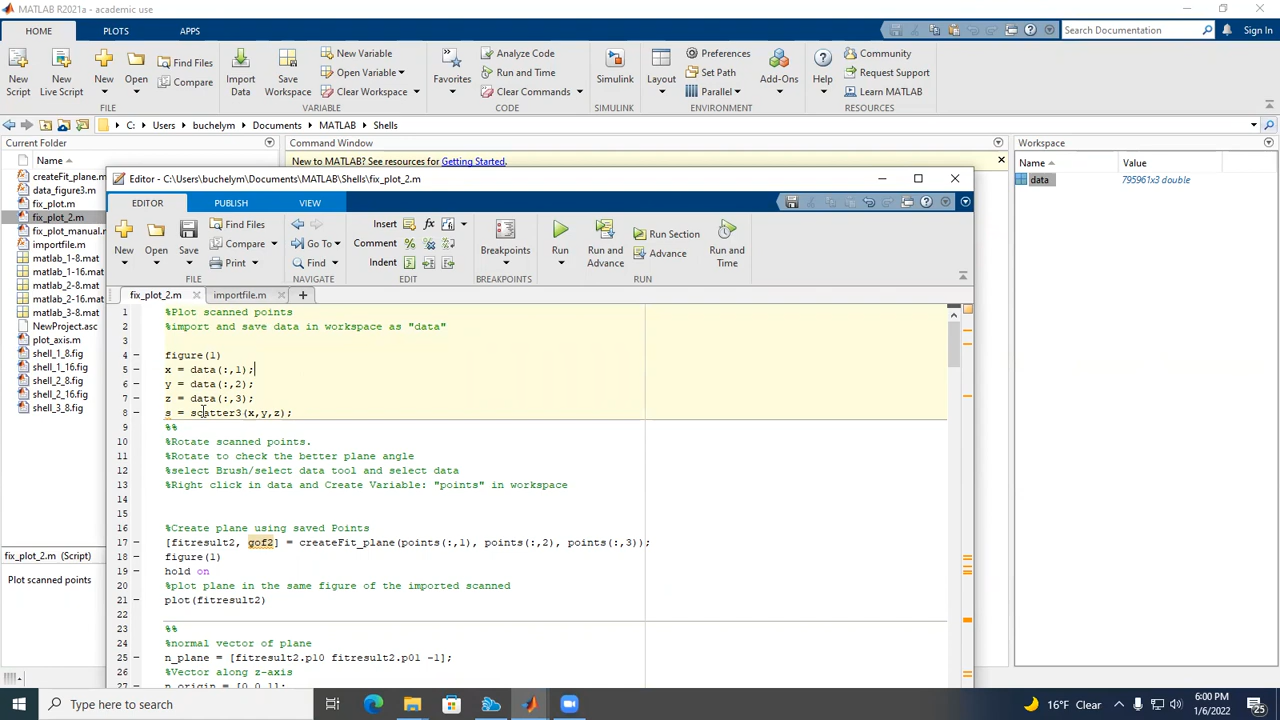 MATLAB R2021a - academic use
HOME PLOTS APPS Search Documentation Sign In
New Script New Live Script New Open Find Files Compare Import Data Save Workspace New Variable Open Variable Clear Workspace Favorites Analyze Code Run and Time Clear Commands Simulink Layout Preferences Set Path Parallel Add-Ons Help Community Request Support Learn MATLAB
FILE VARIABLE CODE SIMULINK ENVIRONMENT RESOURCES
C: Users buchelym Documents MATLAB Shells
Current Folder
Name
createFit_plane.m
data_figure3.m
fix_plot.m
fix_plot_2.m
fix_plot_manual.
importfile.m
matlab_1-8.mat
matlab_1-16.mat
matlab_2-8.mat
matlab_2-16.mat
matlab_3-8.mat
NewProject.asc
plot_axis.m
shell_1_8.fig
shell_1_16.fig
shell_2_8.fig
shell_2_16.fig
shell_3_8.fig
fix_plot_2.m (Script)
Plot scanned points
Command Window
New to MATLAB? See resources for Getting Started.
Workspace
Name Value
data 795961x3 double
Editor - C:\Users\buchelym\Documents\MATLAB\Shells\fix_plot_2.m
EDITOR PUBLISH VIEW
New Open Save Find Files Compare Print Go To Find Insert Comment Indent Breakpoints Run Run and Advance Run Section Advance Run and Time
FILE NAVIGATE EDIT BREAKPOINTS RUN
fix_plot_2.m importfile.m
1 %Plot scanned points
2 %import and save data in workspace as "data"
3
4 figure(1)
5 x = data(:,1);
6 y = data(:,2);
7 z = data(:,3);
8 s = scatter3(x,y,z);
9 %%
10 %Rotate scanned points.
11 %Rotate to check the better plane angle
12 %select Brush/select data tool and select data
13 %Right click in data and Create Variable: "points" in workspace
14
15
16 %Create plane using saved Points
17 [fitresult2, gof2] = createFit_plane(points(:,1), points(:,2), points(:,3));
18 figure(1)
19 hold on
20 %plot plane in the same figure of the imported scanned
21 plot(fitresult2)
22
23 %%
24 %normal vector of plane
25 n_plane = [fitresult2.p10 fitresult2.p01 -1];
26 %Vector along z-axis
27 n_origin = [0 0 1];
Type here to search
16°F Clear
6:00 PM
1/6/2022
25